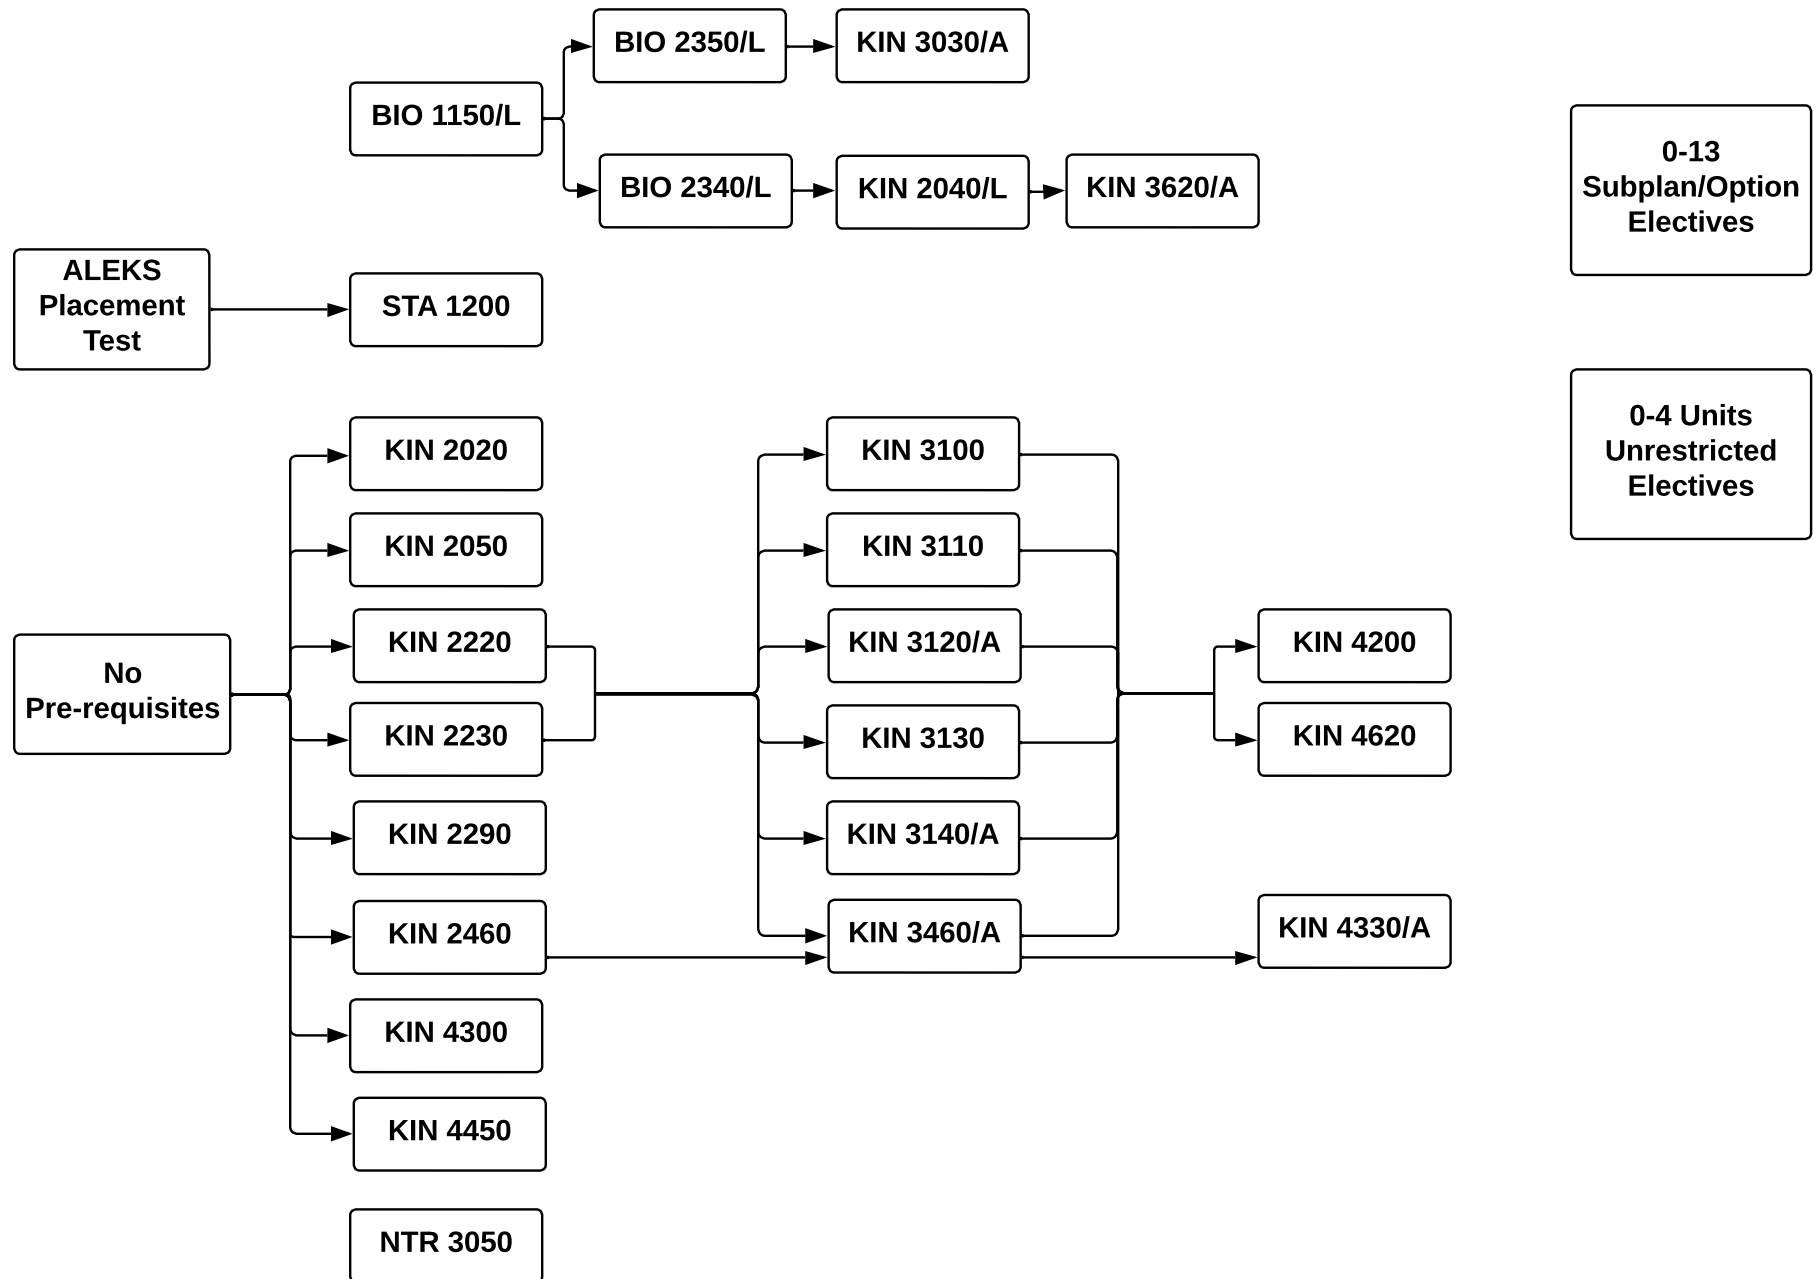 BIO 2350/L
KIN 3030/A
BIO 1150/L
BIO 2340/L
KIN 2040/L
KIN 3620/A
0-13
Subplan/Option
Electives
ALEKS
Placement
Test
STA 1200
0-4 Units
Unrestricted
Electives
No
Pre-requisites
KIN 2020
KIN 2050
KIN 2220
KIN 2230
KIN 2290
KIN 2460
KIN 4300
KIN 4450
NTR 3050
KIN 3100
KIN 3110
KIN 3120/A
KIN 3130
KIN 3140/A
KIN 3460/A
KIN 4200
KIN 4620
KIN 4330/A